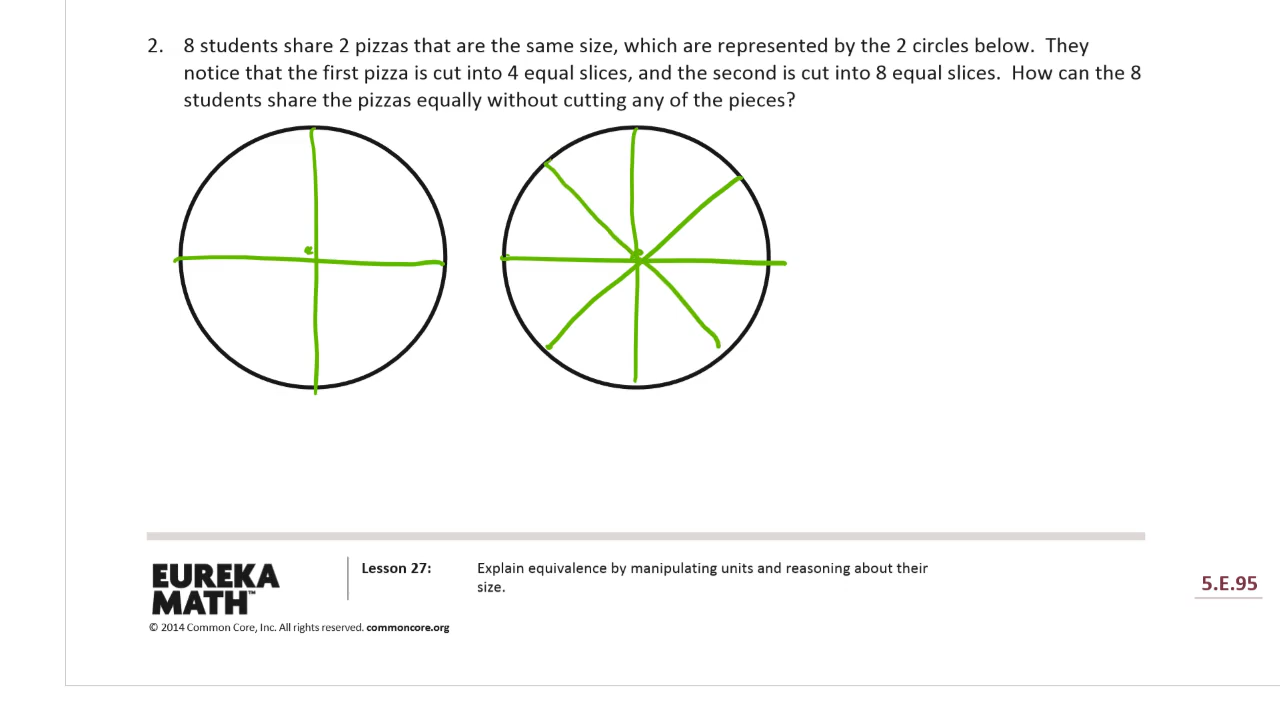 2. 8 students share 2 pizzas that are the same size, which are represented by the 2 circles below. They
notice that the first pizza is cut into 4 equal slices, and the second is cut into 8 equal slices. How can the 8
students share the pizzas equally without cutting any of the pieces?
EUREKA
MATH™
Lesson 27:
Explain equivalence by manipulating units and reasoning about their
size.
5.E.95
© 2014 Common Core, Inc. All rights reserved. commoncore.org